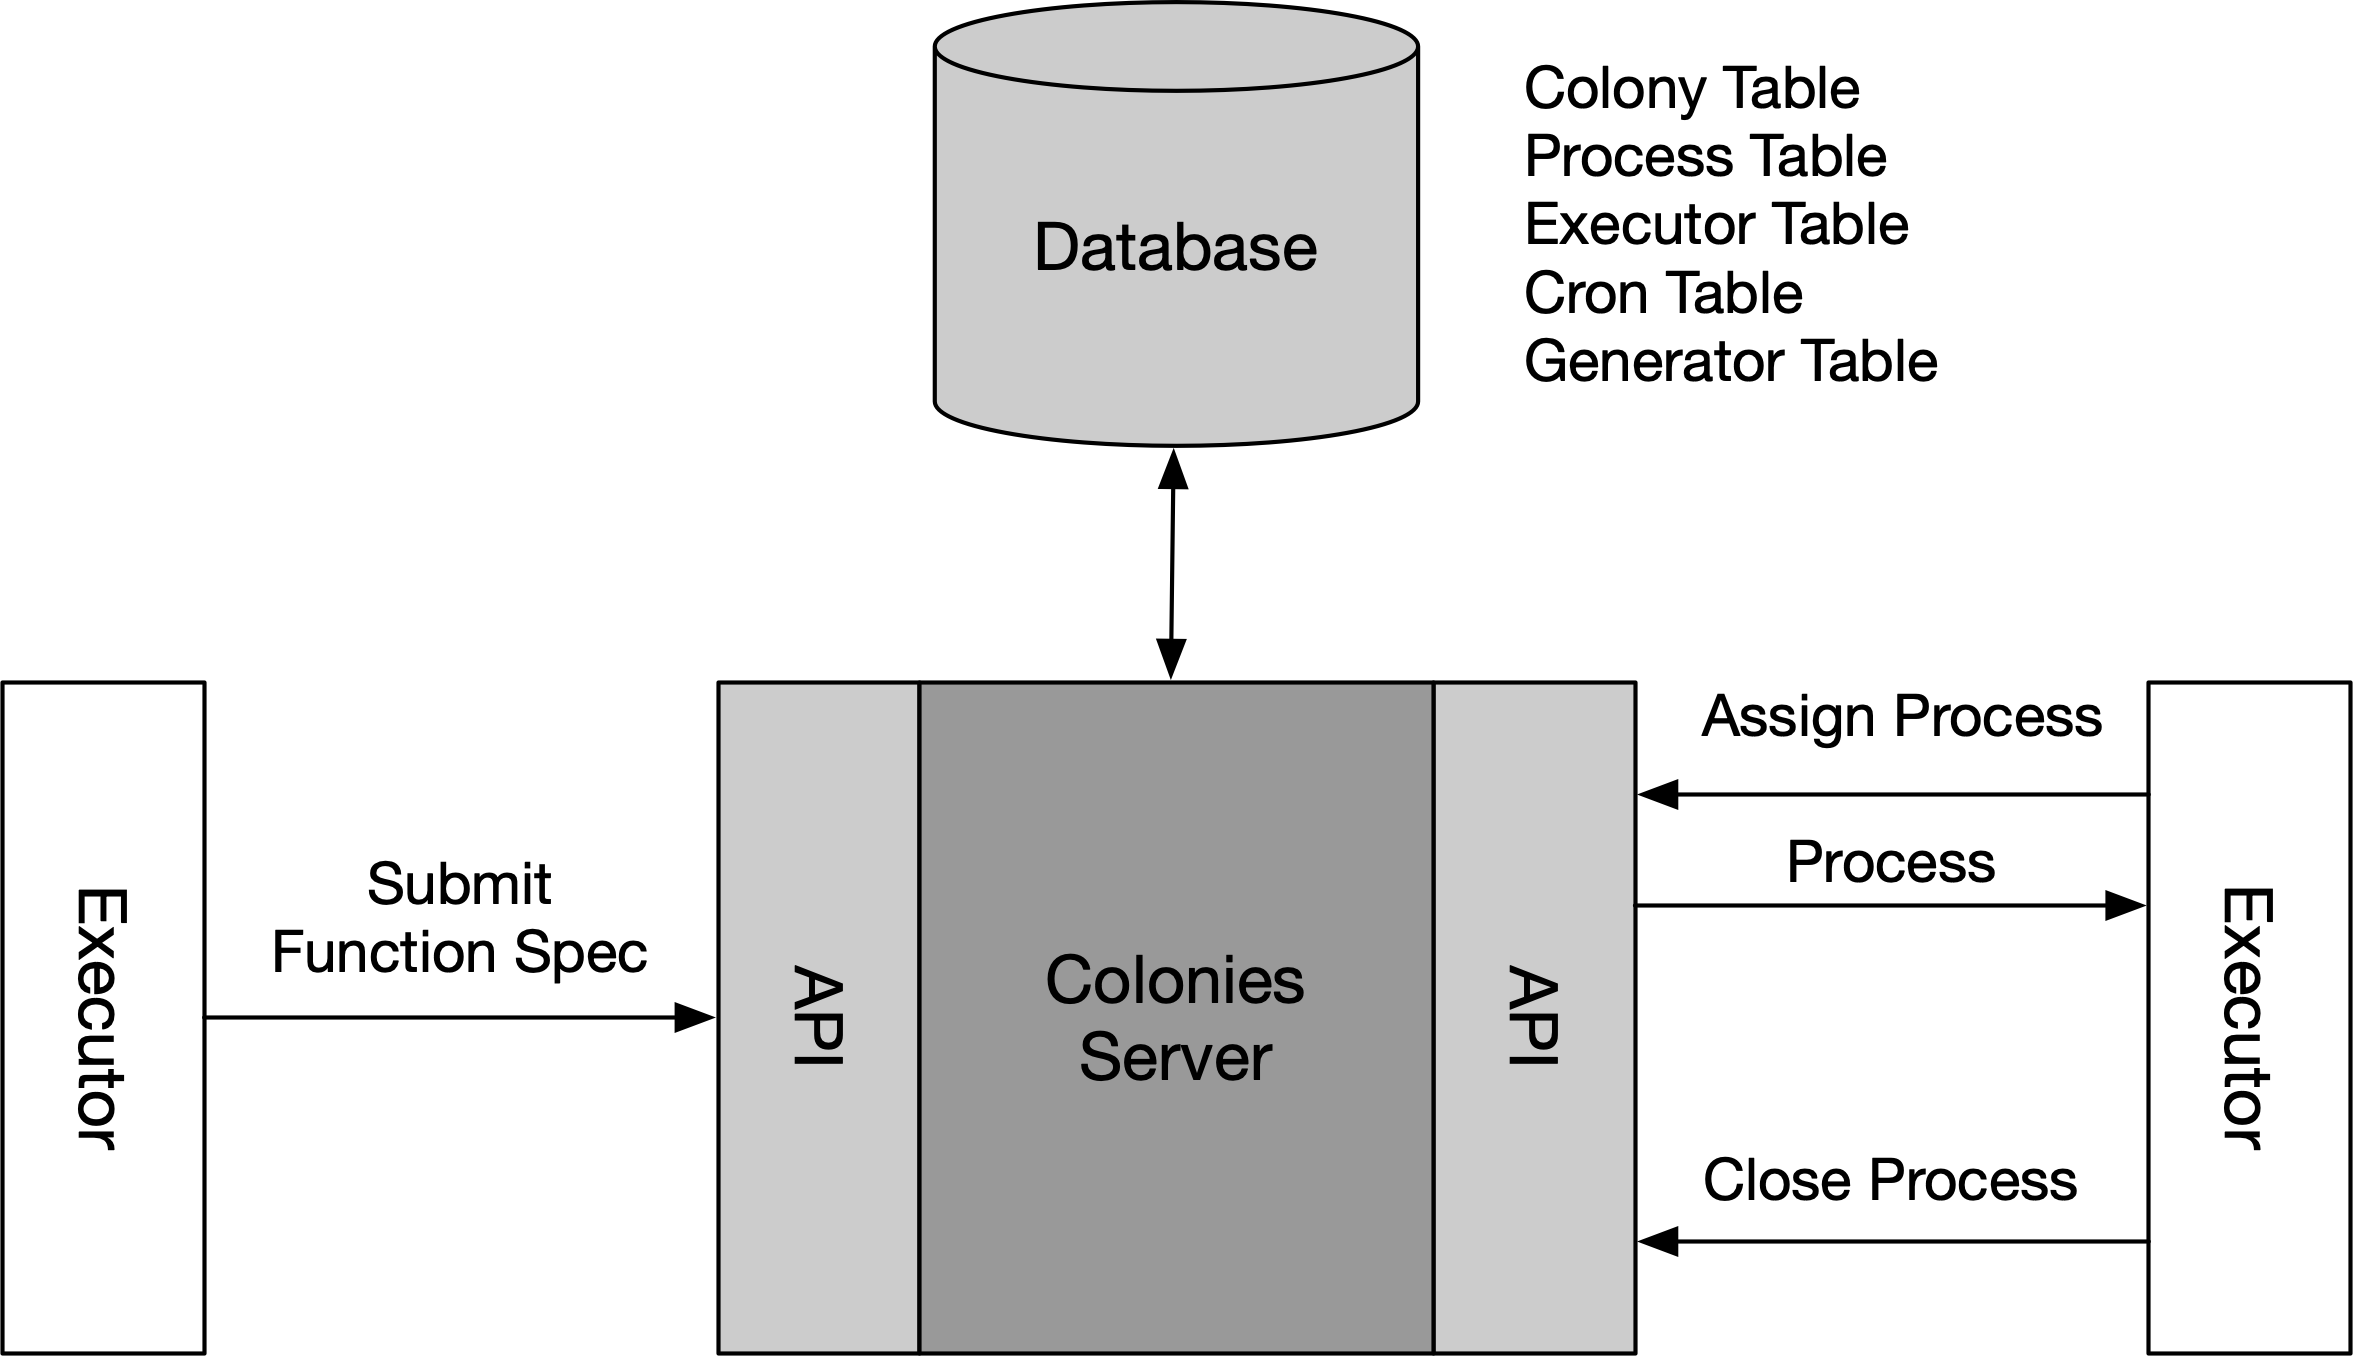 Database
Colony Table
Process Table
Executor Table
Cron Table
Generator Table
Executor
Submit
Function Spec
API
Colonies
Server
API
Assign Process
Process
Close Process
Executor